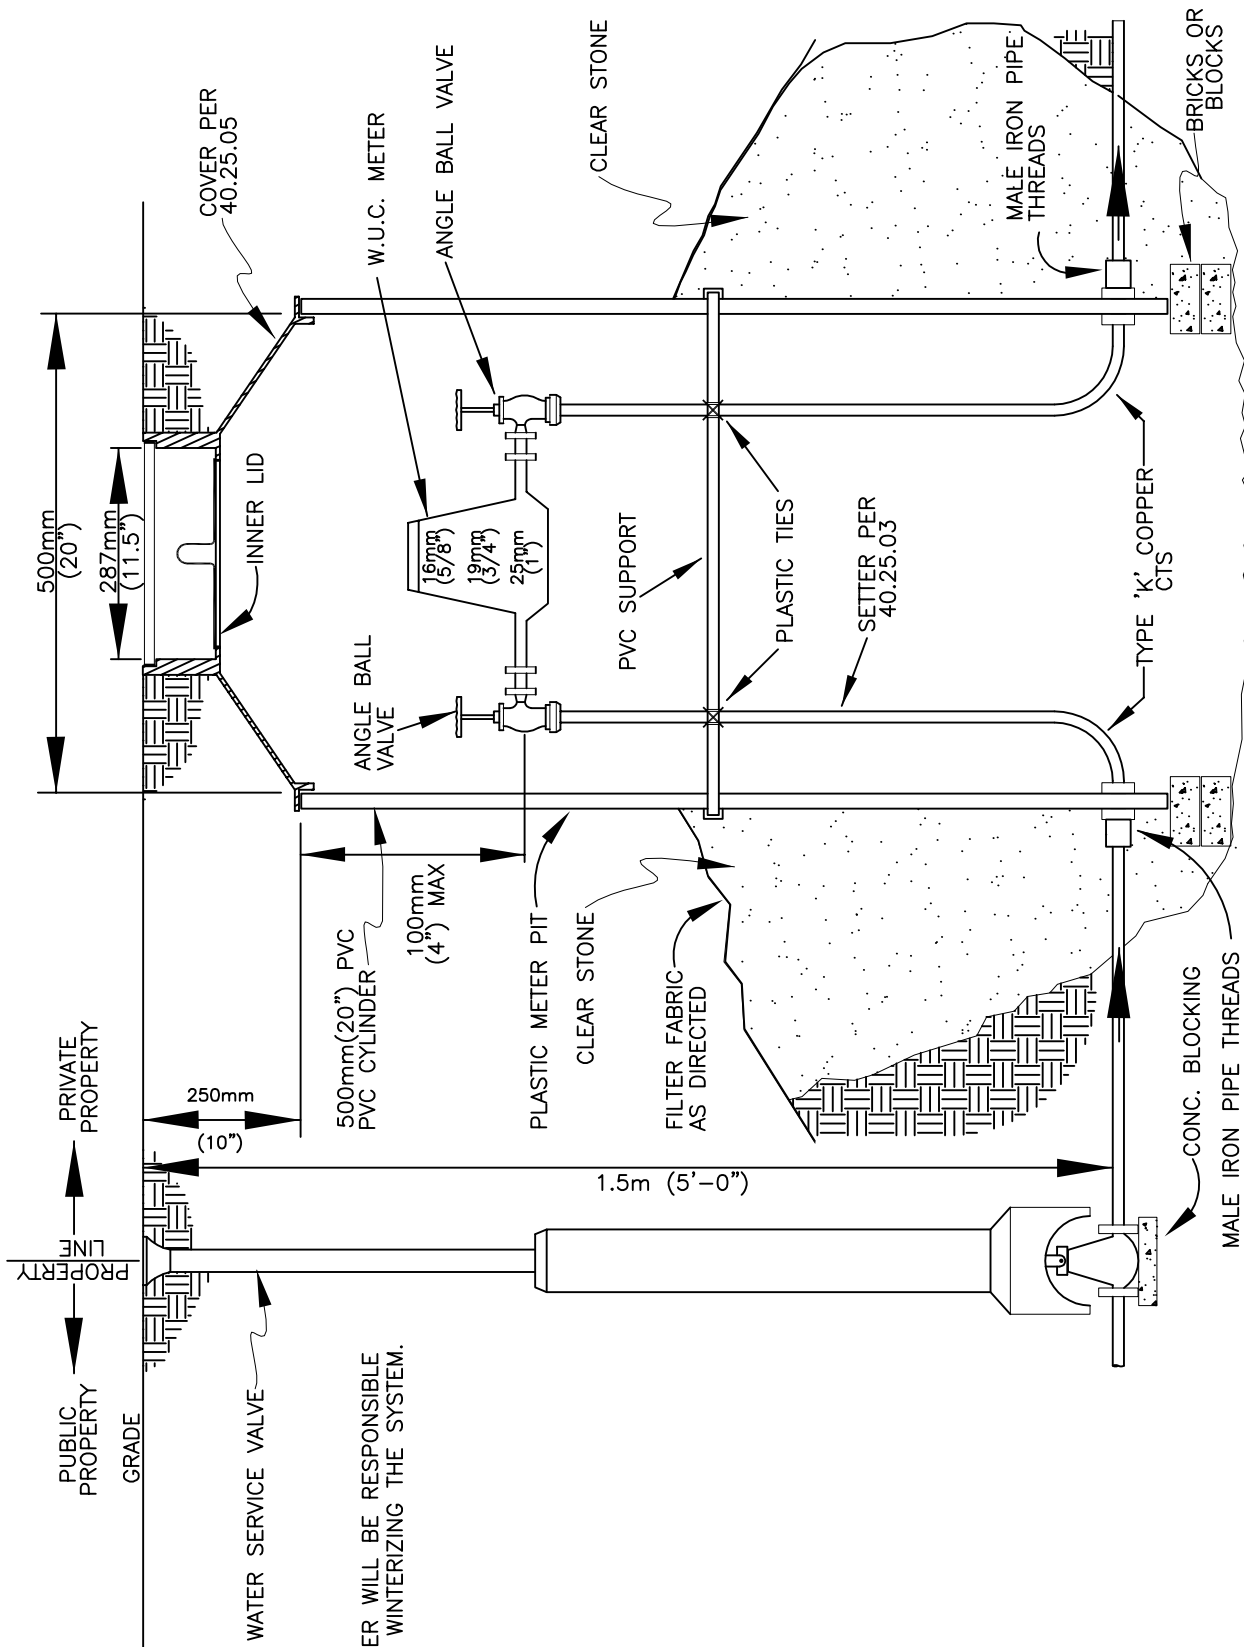 PUBLIC
PROPERTY
PROPERTY
LINE
PRIVATE
PROPERTY
GRADE
500mm
(20")
287mm
(11.5")
COVER PER
40.25.05
250mm
(10")
INNER LID
WATER SERVICE VALVE
W.U.C. METER
ANGLE BALL VALVE
ANGLE BALL
VALVE
16mm
(5/8")
19mm
(3/4")
25mm
(1")
500mm(20") PVC
PVC CYLINDER
100mm
(4") MAX
ER WILL BE RESPONSIBLE
WINTERIZING THE SYSTEM.
PLASTIC METER PIT
CLEAR STONE
CLEAR STONE
PVC SUPPORT
1.5m (5'-0")
FILTER FABRIC
AS DIRECTED
PLASTIC TIES
SETTER PER
40.25.03
MALE IRON PIPE
THREADS
TYPE 'K' COPPER
CTS
CONC. BLOCKING
MALE IRON PIPE THREADS
BRICKS OR
BLOCKS